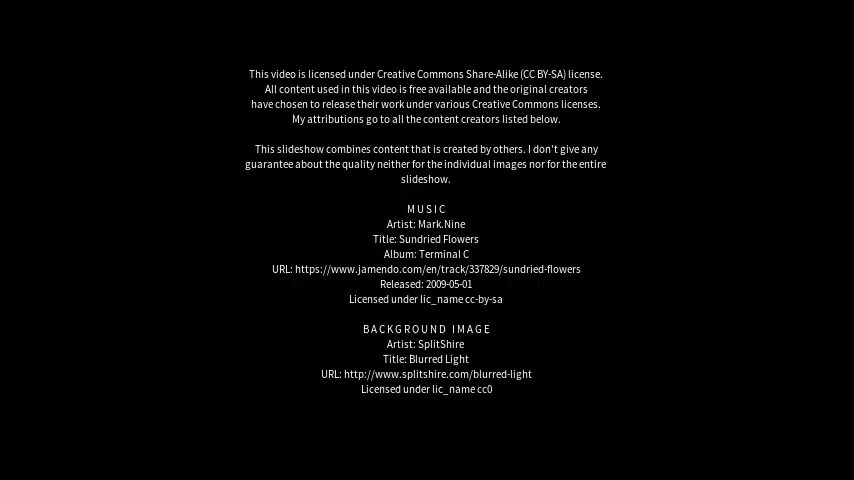 This video is licensed under Creative Commons Share-Alike (CC BY-SA) license.
All content used in this video is free available and the original creators
have chosen to release their work under various Creative Commons licenses.
My attributions go to all the content creators listed below.
This slideshow combines content that is created by others. I don't give any
guarantee about the quality neither for the individual images nor for the entire
slideshow.
MUSIC
Artist: Mark.Nine
Title: Sundried Flowers
Album: Terminal C
URL: https://www.jamendo.com/en/track/337829/sundried-flowers
Released: 2009-05-01
Licensed under lic_name cc-by-sa
BACKGROUND IMAGE
Artist: SplitShire
Title: Blurred Light
URL: http://www.splitshire.com/blurred-light
Licensed under lic_name cc0